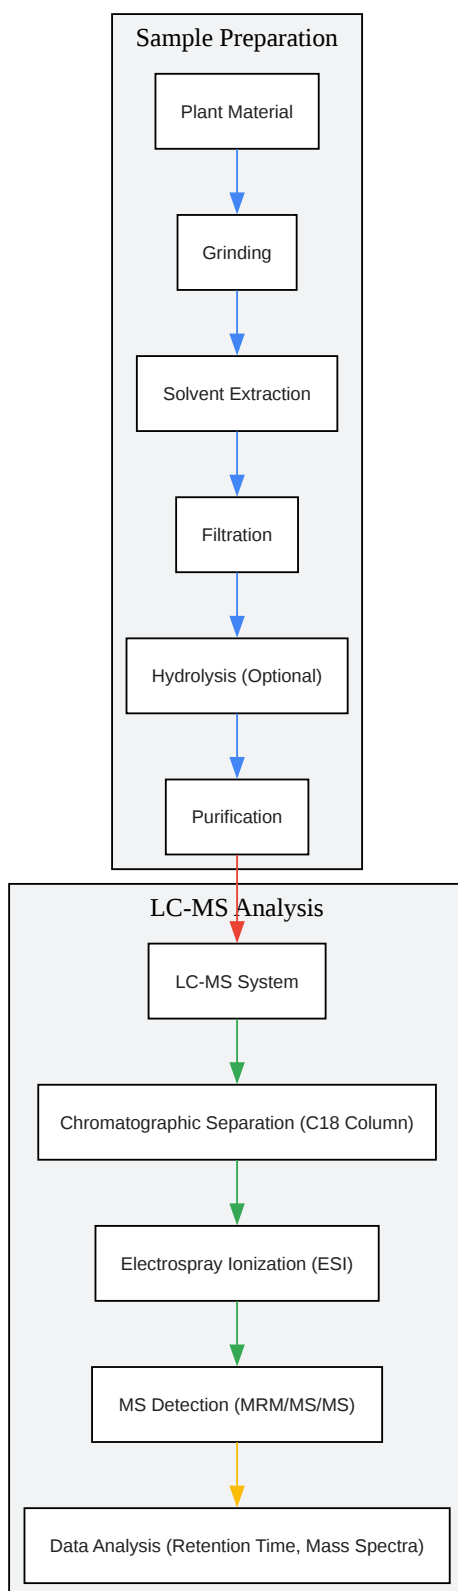 Sample Preparation
Plant Material
Grinding
Solvent Extraction
Filtration
Hydrolysis (Optional)
Purification
LC-MS Analysis
LC-MS System
Chromatographic Separation (C18 Column)
Electrospray Ionization (ESI)
MS Detection (MRM/MS/MS)
Data Analysis (Retention Time, Mass Spectra)